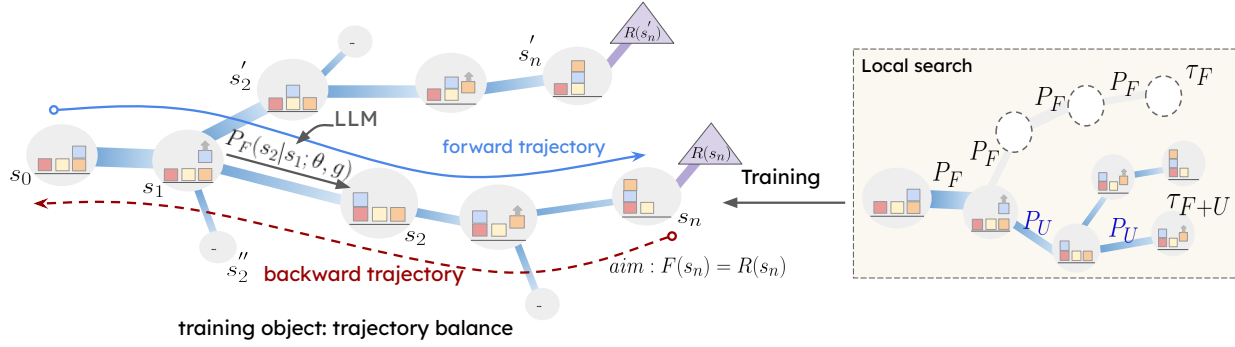 R(s'_n)
s'_2
s'_n
LLM
P_F(s_2|s_1; θ, g)
forward trajectory
R(s_n)
s_0
s_1
s_2
s_n
s''_2
backward trajectory
aim : F(s_n) = R(s_n)
training object: trajectory balance
Training
Local search
P_F
P_F
τ_F
P_F
P_F
τ_{F+U}
P_U
P_U